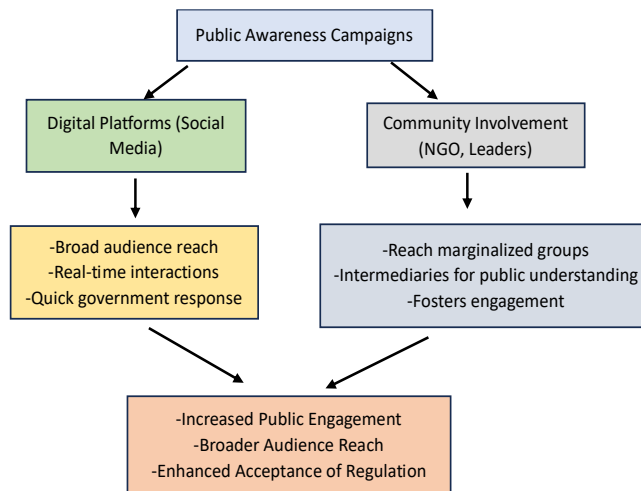 Public Awareness Campaigns
Digital Platforms (Social
Media)
Community Involvement
(NGO, Leaders)
-Broad audience reach
-Real-time interactions
-Quick government response
-Reach marginalized groups
-Intermediaries for public understanding
-Fosters engagement
-Increased Public Engagement
-Broader Audience Reach
-Enhanced Acceptance of Regulation